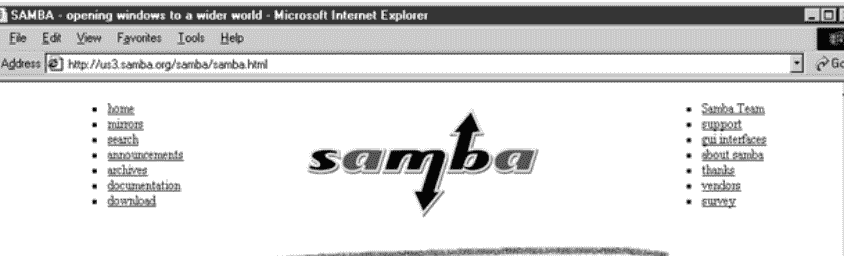 SAMBA - opening windows to a wider world - Microsoft Internet Explorer
File Edit View Favorites Tools Help
Address http://us3.samba.org/samba/samba.html Go
home
mirrors
search
announcements
archives
documentation
download
samba
Samba Team
support
gui interfaces
about samba
thanks
vendors
survey